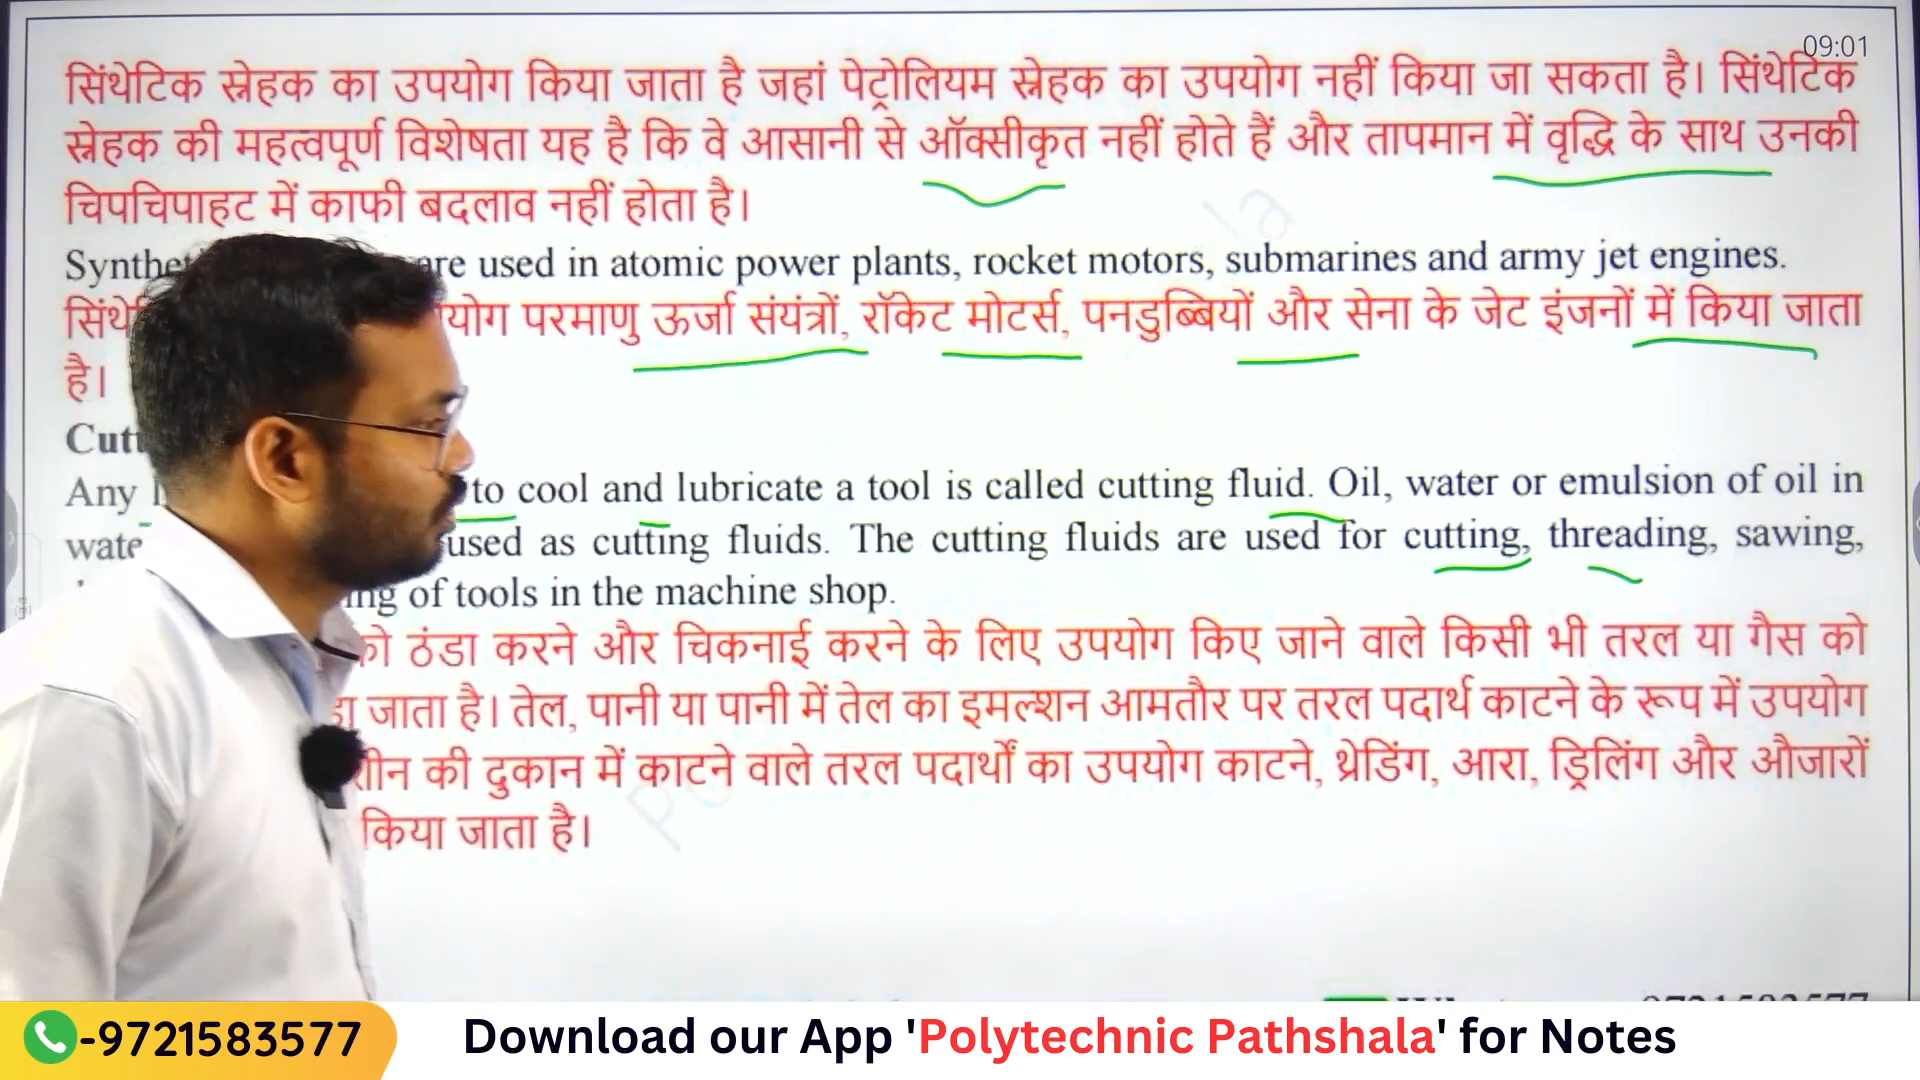 09:01
सिंथेटिक स्नेहक का उपयोग किया जाता है जहां पेट्रोलियम स्नेहक का उपयोग नहीं किया जा सकता है। सिंथेटिक
स्नेहक की महत्वपूर्ण विशेषता यह है कि वे आसानी से ऑक्सीकृत नहीं होते हैं और तापमान में वृद्धि के साथ उनकी
चिपचिपाहट में काफी बदलाव नहीं होता है।
are used in atomic power plants, rocket motors, submarines and army jet engines.
परमाणु ऊर्जा संयंत्रों, रॉकेट मोटर्स, पनडुब्बियों और सेना के जेट इंजनों में किया जाता
है।
Any to cool and lubricate a tool is called cutting fluid. Oil, water or emulsion of oil in
used as cutting fluids. The cutting fluids are used for cutting, threading, sawing,
of tools in the machine shop.
को ठंडा करने और चिकनाई करने के लिए उपयोग किए जाने वाले किसी भी तरल या गैस को
जाता है। तेल, पानी या पानी में तेल का इमल्शन आमतौर पर तरल पदार्थ काटने के रूप में उपयोग
की दुकान में काटने वाले तरल पदार्थों का उपयोग काटने, थ्रेडिंग, आरा, ड्रिलिंग और औजारों
किया जाता है।
-9721583577 Download our App 'Polytechnic Pathshala' for Notes